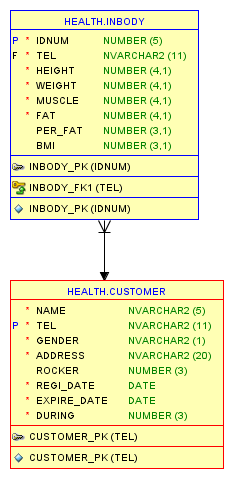 HEALTH.INBODY
P * IDNUM NUMBER (5)
F * TEL NVARCHAR2 (11)
* HEIGHT NUMBER (4,1)
* WEIGHT NUMBER (4,1)
* MUSCLE NUMBER (4,1)
* FAT NUMBER (4,1)
PER_FAT NUMBER (3,1)
BMI NUMBER (3,1)
INBODY_PK (IDNUM)
INBODY_FK1 (TEL)
INBODY_PK (IDNUM)
HEALTH.CUSTOMER
* NAME NVARCHAR2 (5)
P * TEL NVARCHAR2 (11)
* GENDER NVARCHAR2 (1)
* ADDRESS NVARCHAR2 (20)
ROCKER NUMBER (3)
* REGI_DATE DATE
* EXPIRE_DATE DATE
* DURING NUMBER (3)
CUSTOMER_PK (TEL)
CUSTOMER_PK (TEL)